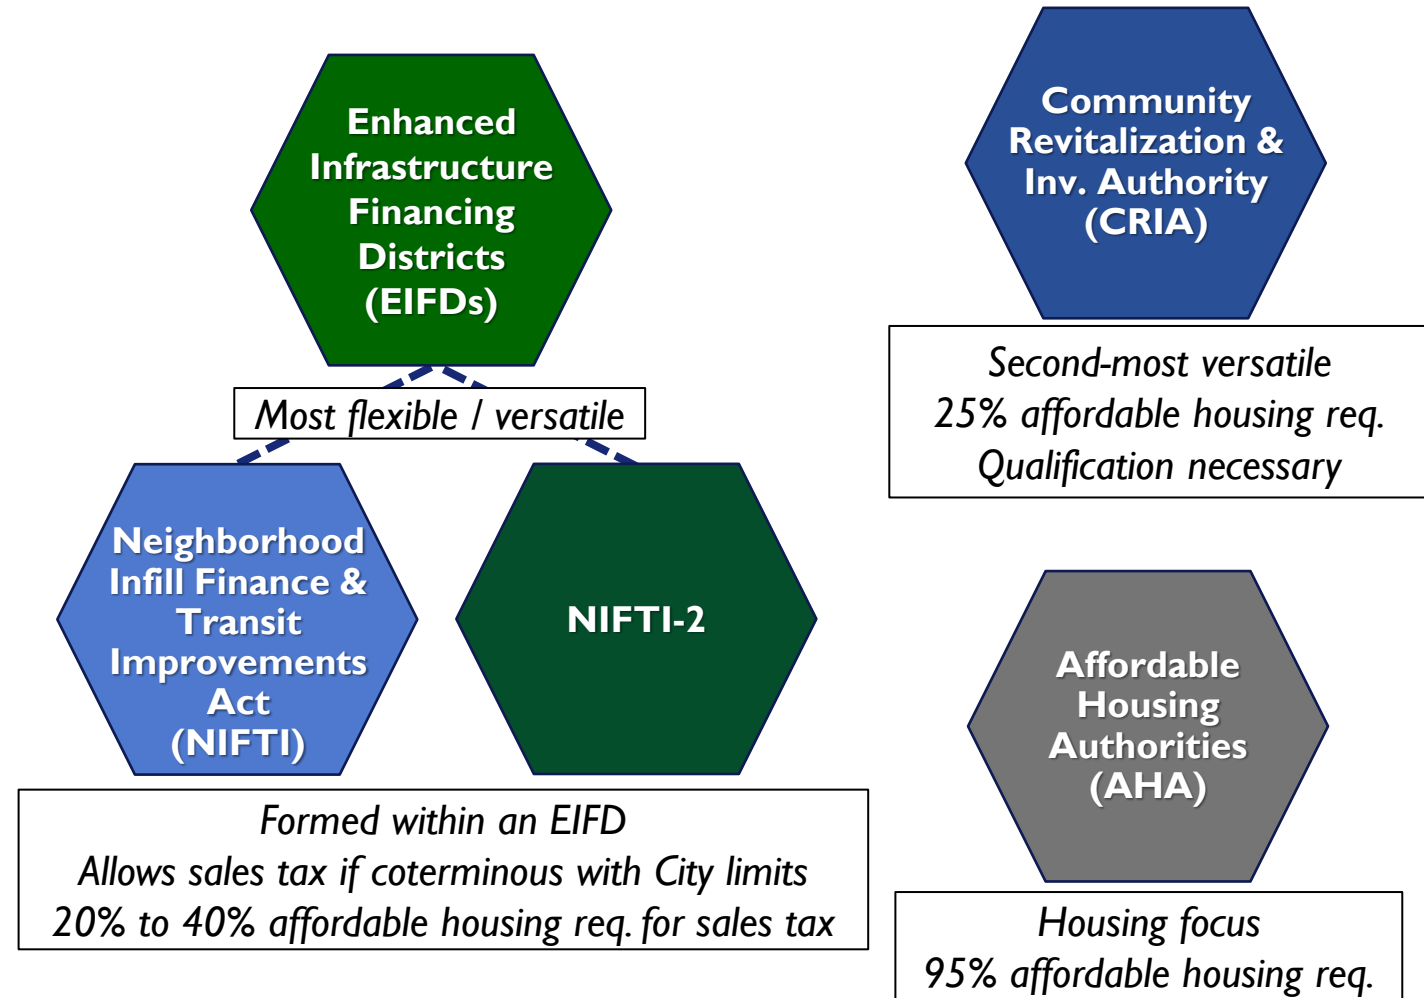 Enhanced
Infrastructure
Financing
Districts
(EIFDs)
Most flexible / versatile
Neighborhood
Infill Finance &
Transit
Improvements
Act
(NIFTI)
NIFTI-2
Formed within an EIFD
Allows sales tax if coterminous with City limits
20% to 40% affordable housing req. for sales tax
Community
Revitalization &
Inv. Authority
(CRIA)
Second-most versatile
25% affordable housing req.
Qualification necessary
Affordable
Housing
Authorities
(AHA)
Housing focus
95% affordable housing req.